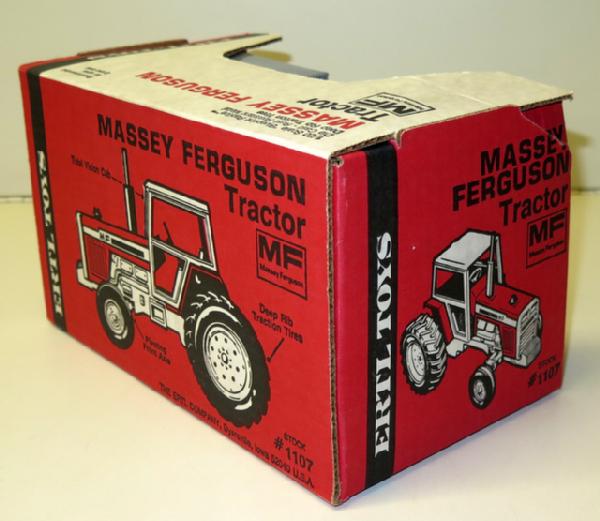 Tractor
MASSEY FERGUSON
MF
ERTL TOYS
MASSEY FERGUSON
Tractor
Total Vision Cab
MF
Massey Ferguson
MF
Deep Rib
Traction Tires
Pivoting
Front Axle
THE ERTL COMPANY, Dyersville, Iowa 52040 U.S.A.
STOCK
#1107
ERTL TOYS
MASSEY
FERGUSON
Tractor
MF
Massey Ferguson
STOCK
#1107